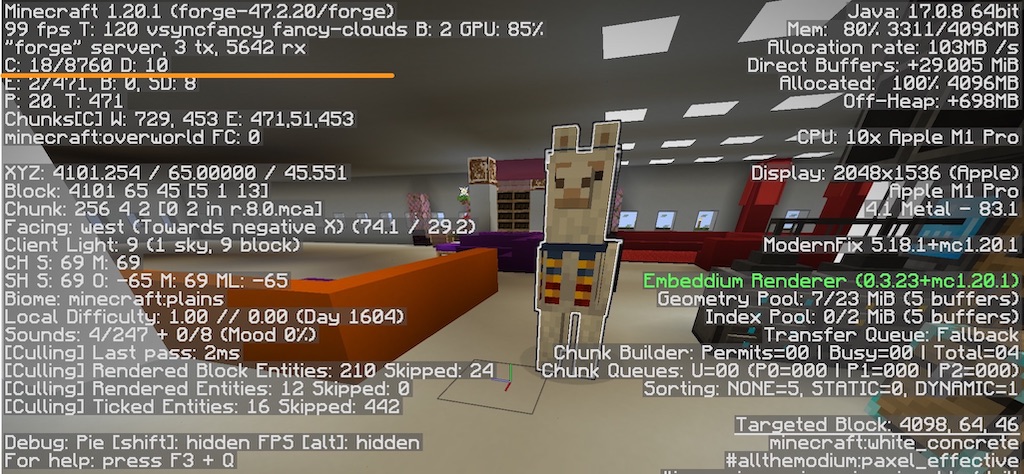 Minecraft 1.20.1 (forge-47.2.20/forge)
99 fps T: 120 vsyncfancy fancy-clouds B: 2 GPU: 85%
"forge" server, 3 tx, 5642 rx
C: 18/8760 D: 10
E: 2/471, B: 0, SD: 8
P: 20. T: 471
Chunks[C] W: 729, 453 E: 471,51,453
minecraft:overworld FC: 0
XYZ: 4101.254 / 65.00000 / 45.551
Block: 4101 65 45 [5 1 13]
Chunk: 256 4 2 [0 2 in r.8.0.mca]
Facing: west (Towards negative X) (74.1 / 29.2)
Client Light: 9 (1 sky, 9 block)
CH S: 69 M: 69
SH S: 69 O: -65 M: 69 ML: -65
Biome: minecraft:plains
Local Difficulty: 1.00 // 0.00 (Day 1604)
Sounds: 4/247 + 0/8 (Mood 0%)
[Culling] Last pass: 2ms
[Culling] Rendered Block Entities: 210 Skipped: 24
[Culling] Rendered Entities: 12 Skipped: 0
[Culling] Ticked Entities: 16 Skipped: 442
Debug: Pie [shift]: hidden FPS [alt]: hidden
For help: press F3 + Q
Java: 17.0.8 64bit
Mem: 80% 3311/4096MB
Allocation rate: 103MB /s
Direct Buffers: +29.005 MiB
Allocated: 100% 4096MB
Off-Heap: +698MB
CPU: 10x Apple M1 Pro
Display: 2048x1536 (Apple)
Apple M1 Pro
4.1 Metal - 83.1
ModernFix 5.18.1+mc1.20.1
Embeddium Renderer (0.3.23+mc1.20.1)
Geometry Pool: 7/23 MiB (5 buffers)
Index Pool: 0/2 MiB (5 buffers)
Transfer Queue: Fallback
Chunk Builder: Permits=00 | Busy=00 | Total=04
Chunk Queues: U=00 (P0=000 | P1=000 | P2=000)
Sorting: NONE=5, STATIC=0, DYNAMIC=1
Targeted Block: 4098, 64, 46
minecraft:white_concrete
#allthemodium:paxel_effective